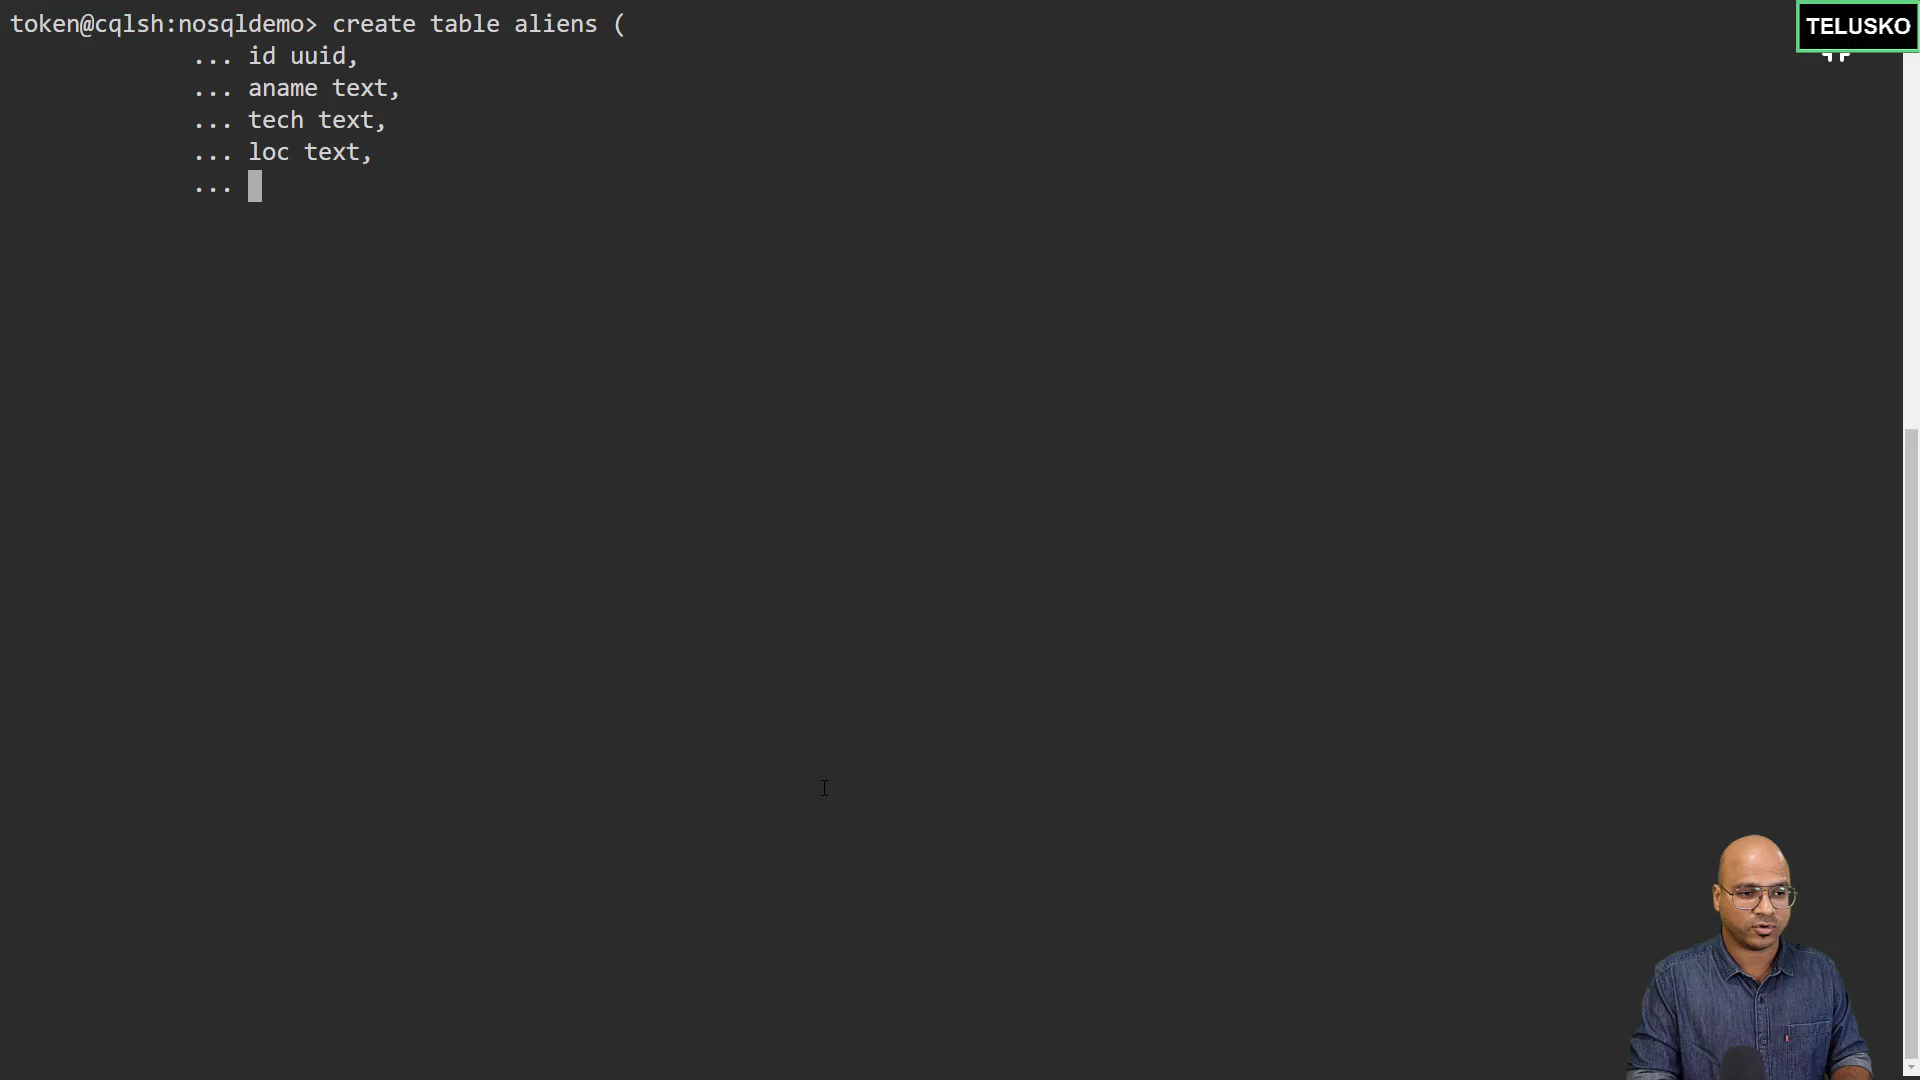 token@cqlsh:nosqldemo> create table aliens (
... id uuid,
... aname text,
... tech text,
... loc text,
...
TELUSKO